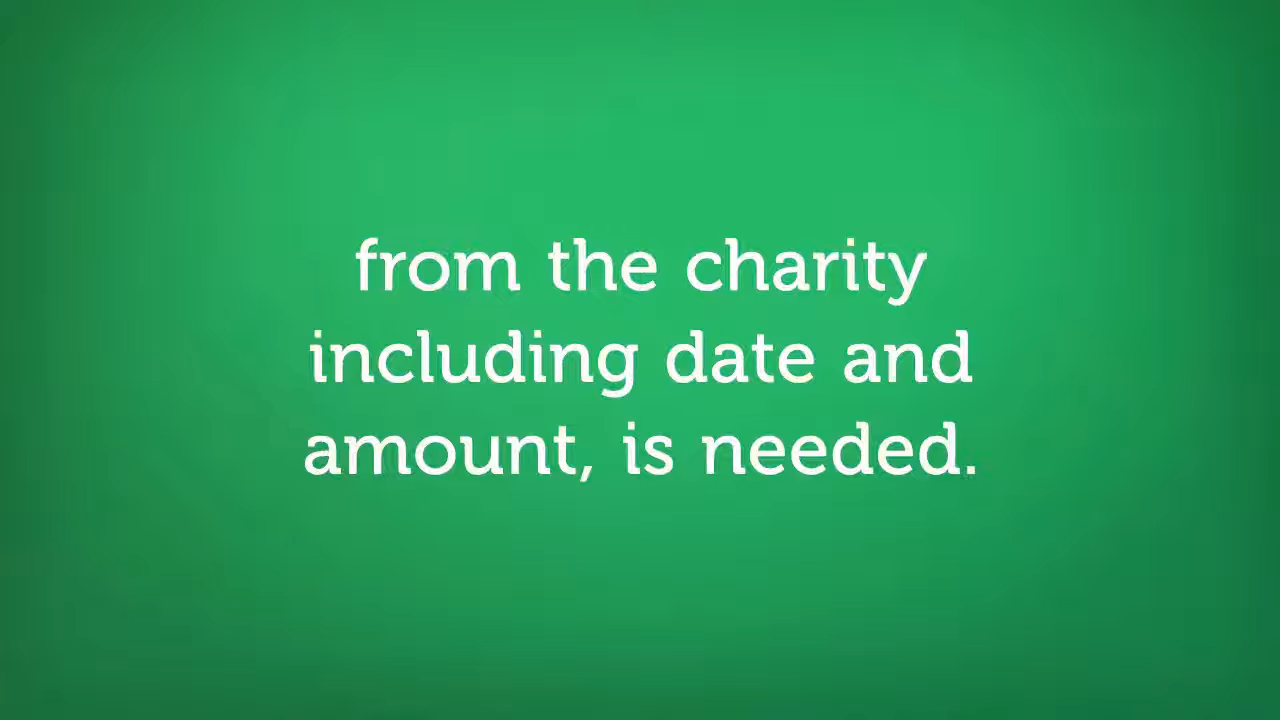 from the charity
including date and
amount, is needed.